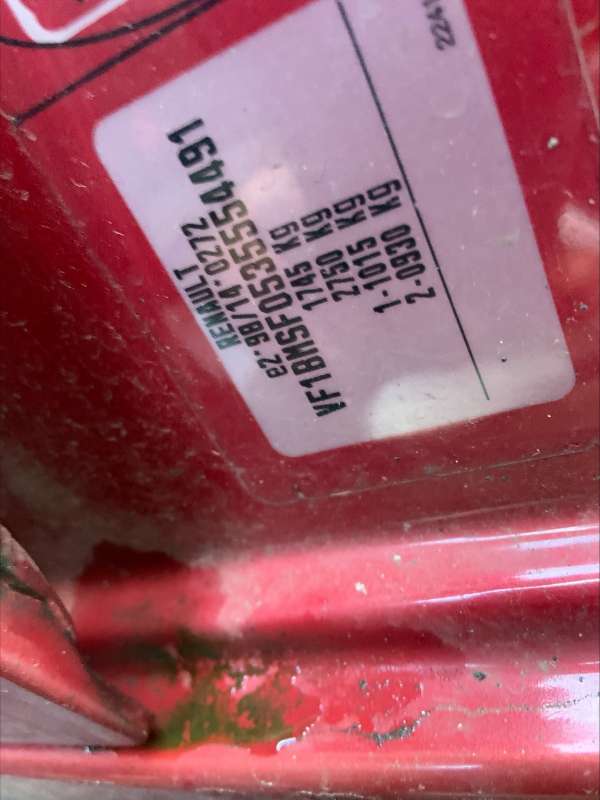 RENAULT
e2*98/14*0272
VF1BMSF0535554491
1745 Kg
2750 Kg
1-1015 Kg
2-0930 Kg